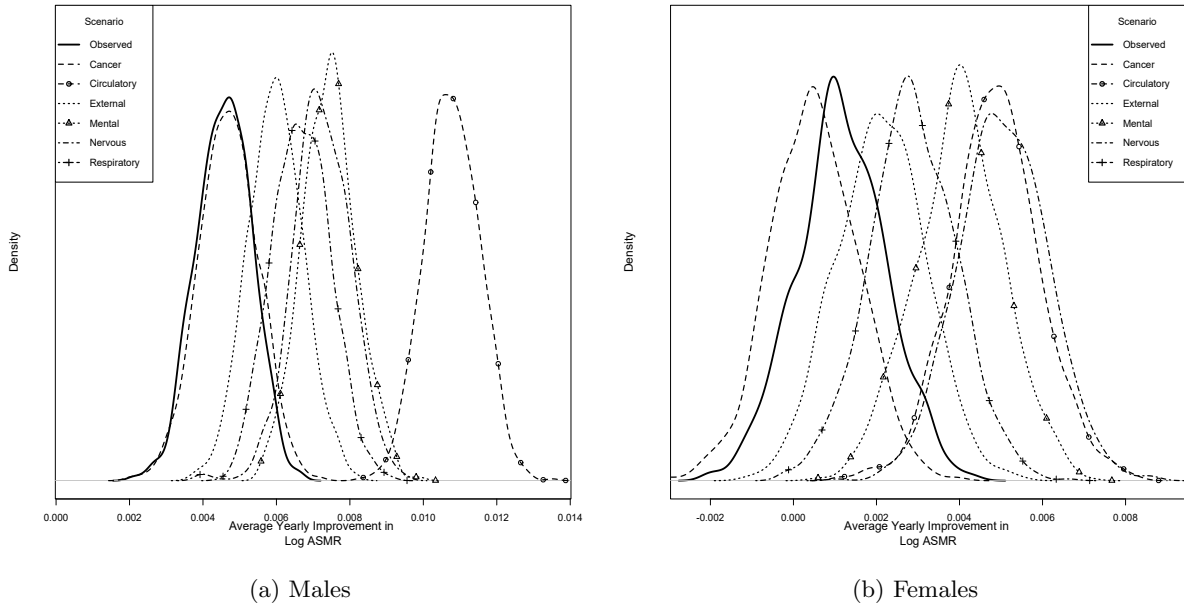 Scenario
Observed
Cancer
Circulatory
External
Mental
Nervous
Respiratory
Density
0.000 0.002 0.004 0.006 0.008 0.010 0.012 0.014
Average Yearly Improvement in
Log ASMR
(a) Males
Scenario
Observed
Cancer
Circulatory
External
Mental
Nervous
Respiratory
Density
-0.002 0.000 0.002 0.004 0.006 0.008
Average Yearly Improvement in
Log ASMR
(b) Females